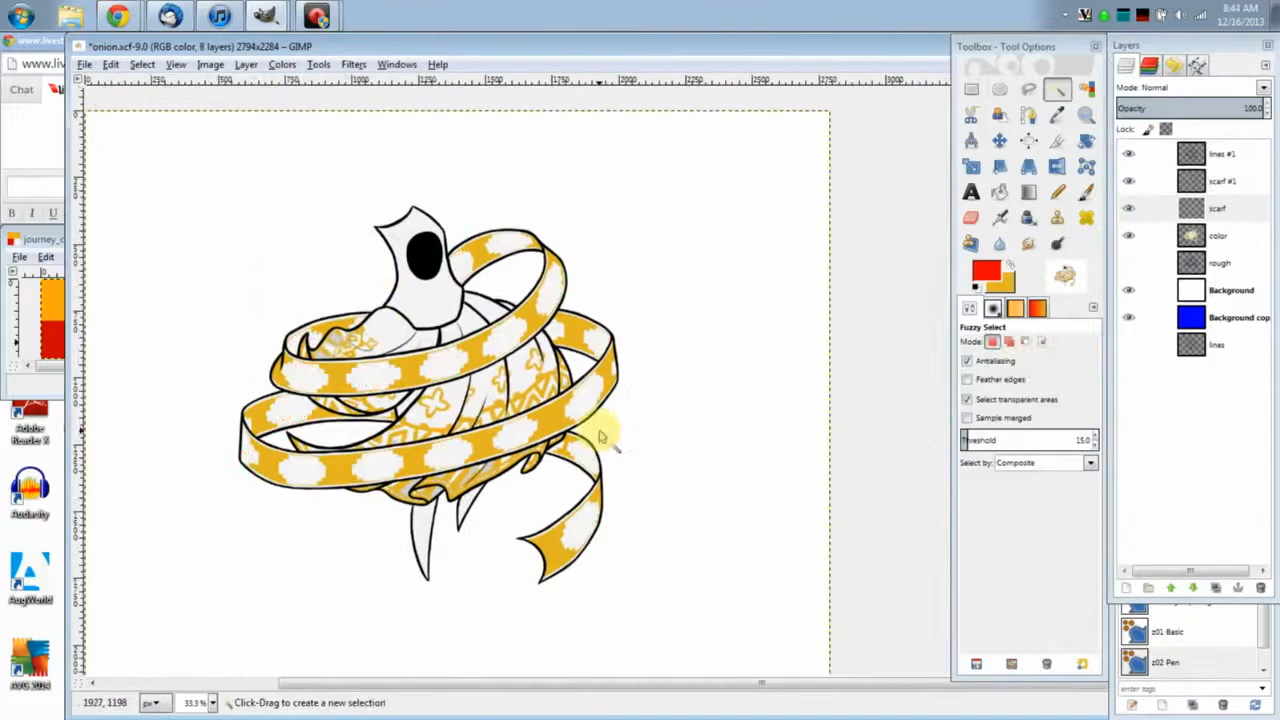 8:44 AM
12/16/2013
www.livest
www.liv
Chat
B I U
journey_c
File Edit
Reader X
Audacity
AugWorld
AVG 2014
*onion.xcf-9.0 (RGB color, 8 layers) 2794x2284 – GIMP
File Edit Select View Image Layer Colors Tools Filters Windows Help
1927, 1198 px 33.3 % Click-Drag to create a new selection
Toolbox - Tool Options
Fuzzy Select
Mode:
Antialiasing
Feather edges
Select transparent areas
Sample merged
Threshold 15.0
Select by: Composite
Layers
Mode: Normal
Opacity 100.0
Lock:
lines #1
scarf #1
scarf
color
rough
Background
Background cop
lines
z01 Basic
z02 Pen
enter tags